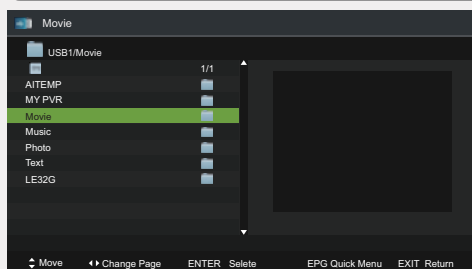 Movie
USB1/Movie
1/1
AITEMP
MY PVR
Movie
Music
Photo
Text
LE32G
Move Change Page ENTER Selete EPG Quick Menu EXIT Return